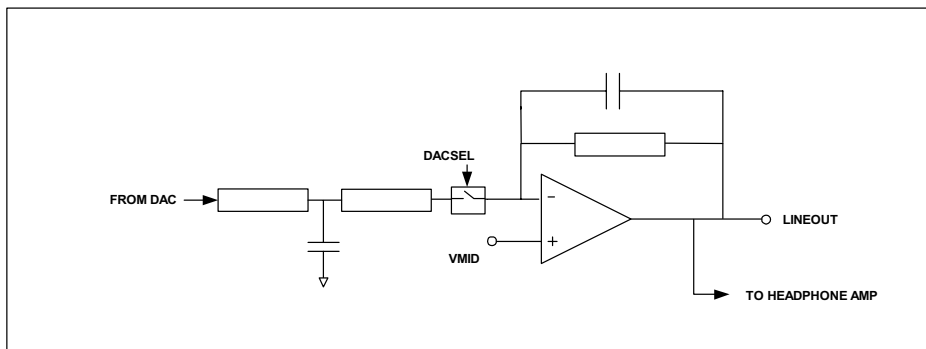 DACSEL
FROM DAC
−
+
VMID
LINEOUT
TO HEADPHONE AMP